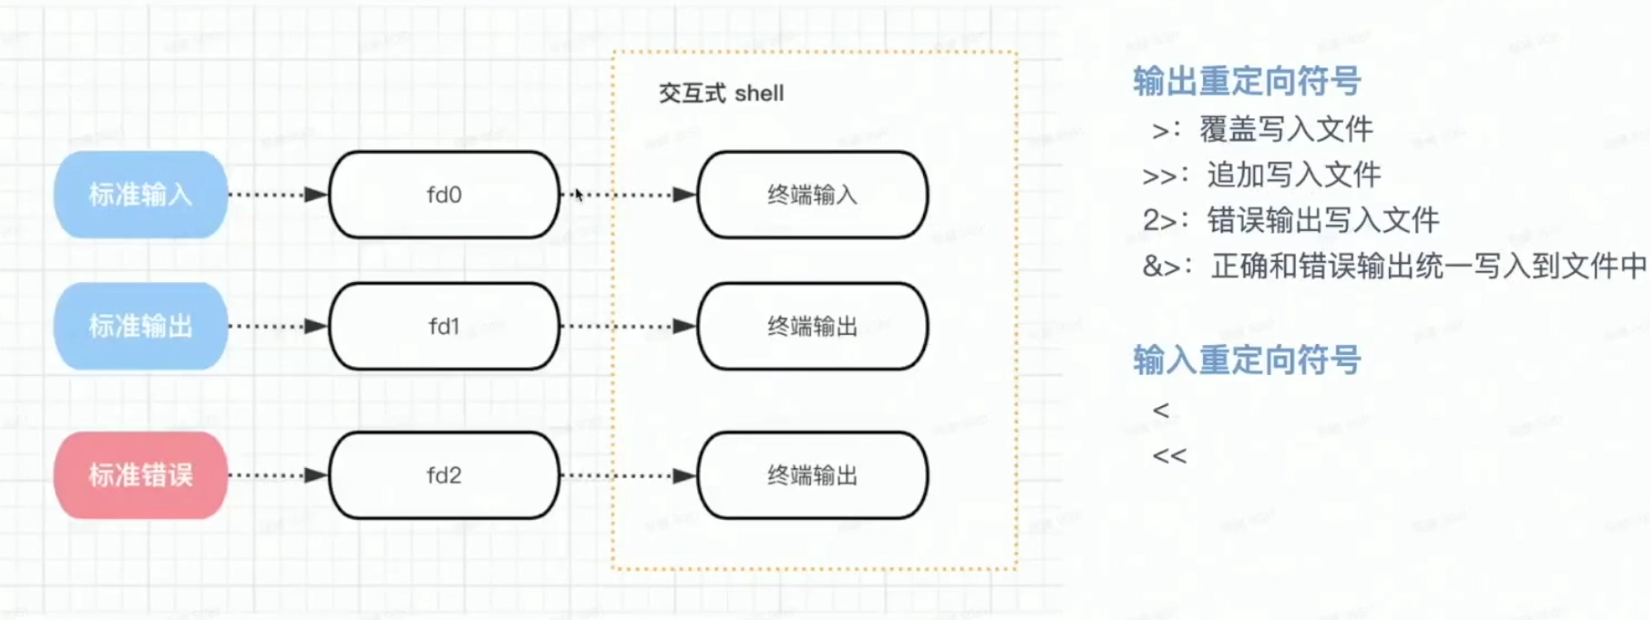 交互式 shell
标准输入
fd0
终端输入
标准输出
fd1
终端输出
标准错误
fd2
终端输出
输出重定向符号
>：覆盖写入文件
>>：追加写入文件
2>：错误输出写入文件
&>：正确和错误输出统一写入到文件中
输入重定向符号
<
<<